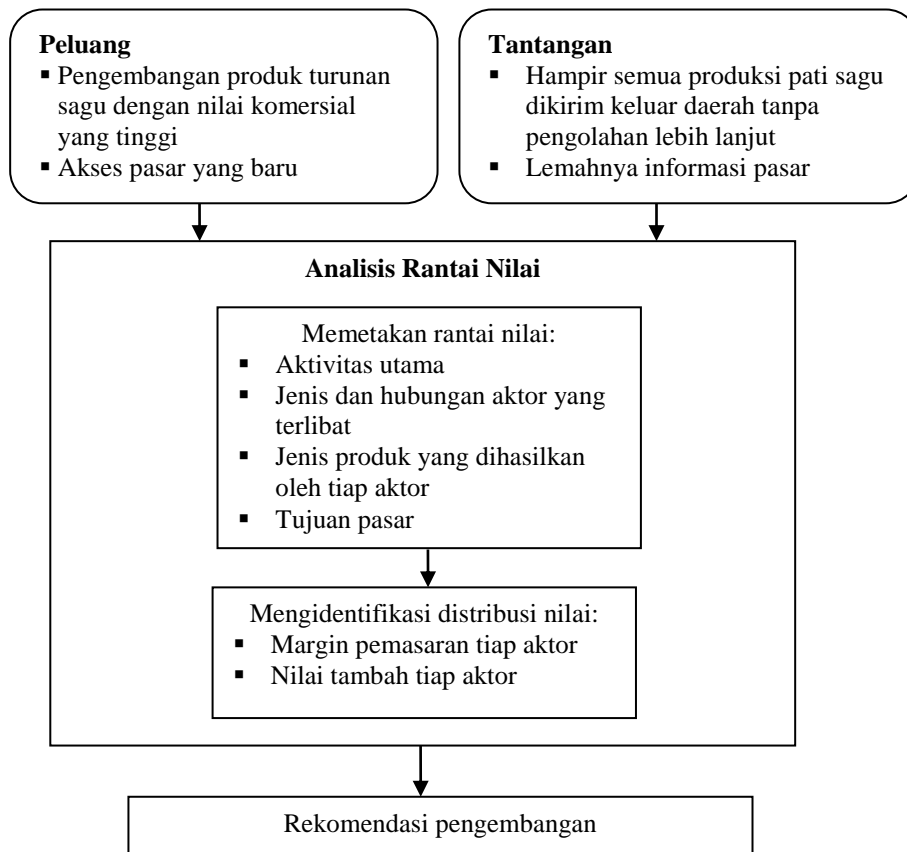 Peluang
▪ Pengembangan produk turunan
sagu dengan nilai komersial
yang tinggi
▪ Akses pasar yang baru
Tantangan
▪ Hampir semua produksi pati sagu
dikirim keluar daerah tanpa
pengolahan lebih lanjut
▪ Lemahnya informasi pasar
Analisis Rantai Nilai
Memetakan rantai nilai:
▪ Aktivitas utama
▪ Jenis dan hubungan aktor yang
terlibat
▪ Jenis produk yang dihasilkan
oleh tiap aktor
▪ Tujuan pasar
Mengidentifikasi distribusi nilai:
▪ Margin pemasaran tiap aktor
▪ Nilai tambah tiap aktor
Rekomendasi pengembangan